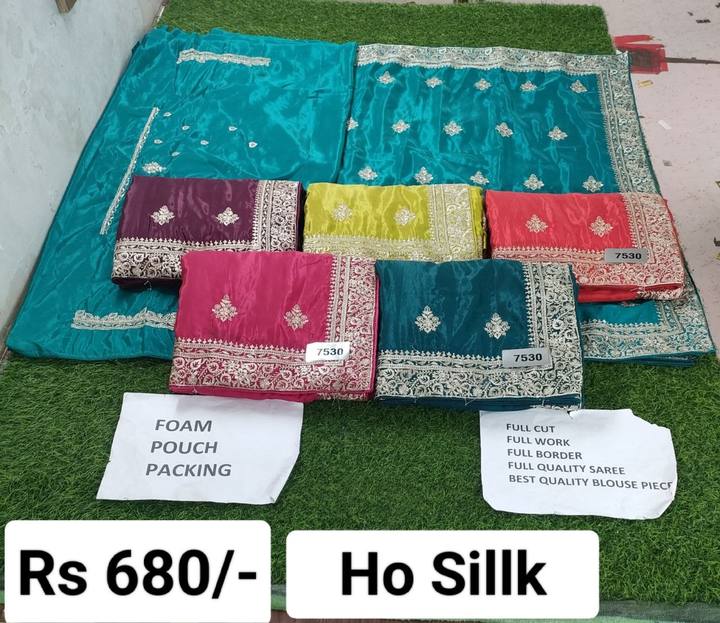 7530
7530
7530
FOAM
POUCH
PACKING
FULL CUT
FULL WORK
FULL BORDER
FULL QUALITY SAREE
BEST QUALITY BLOUSE PIECE
Rs 680/-
Ho Sillk